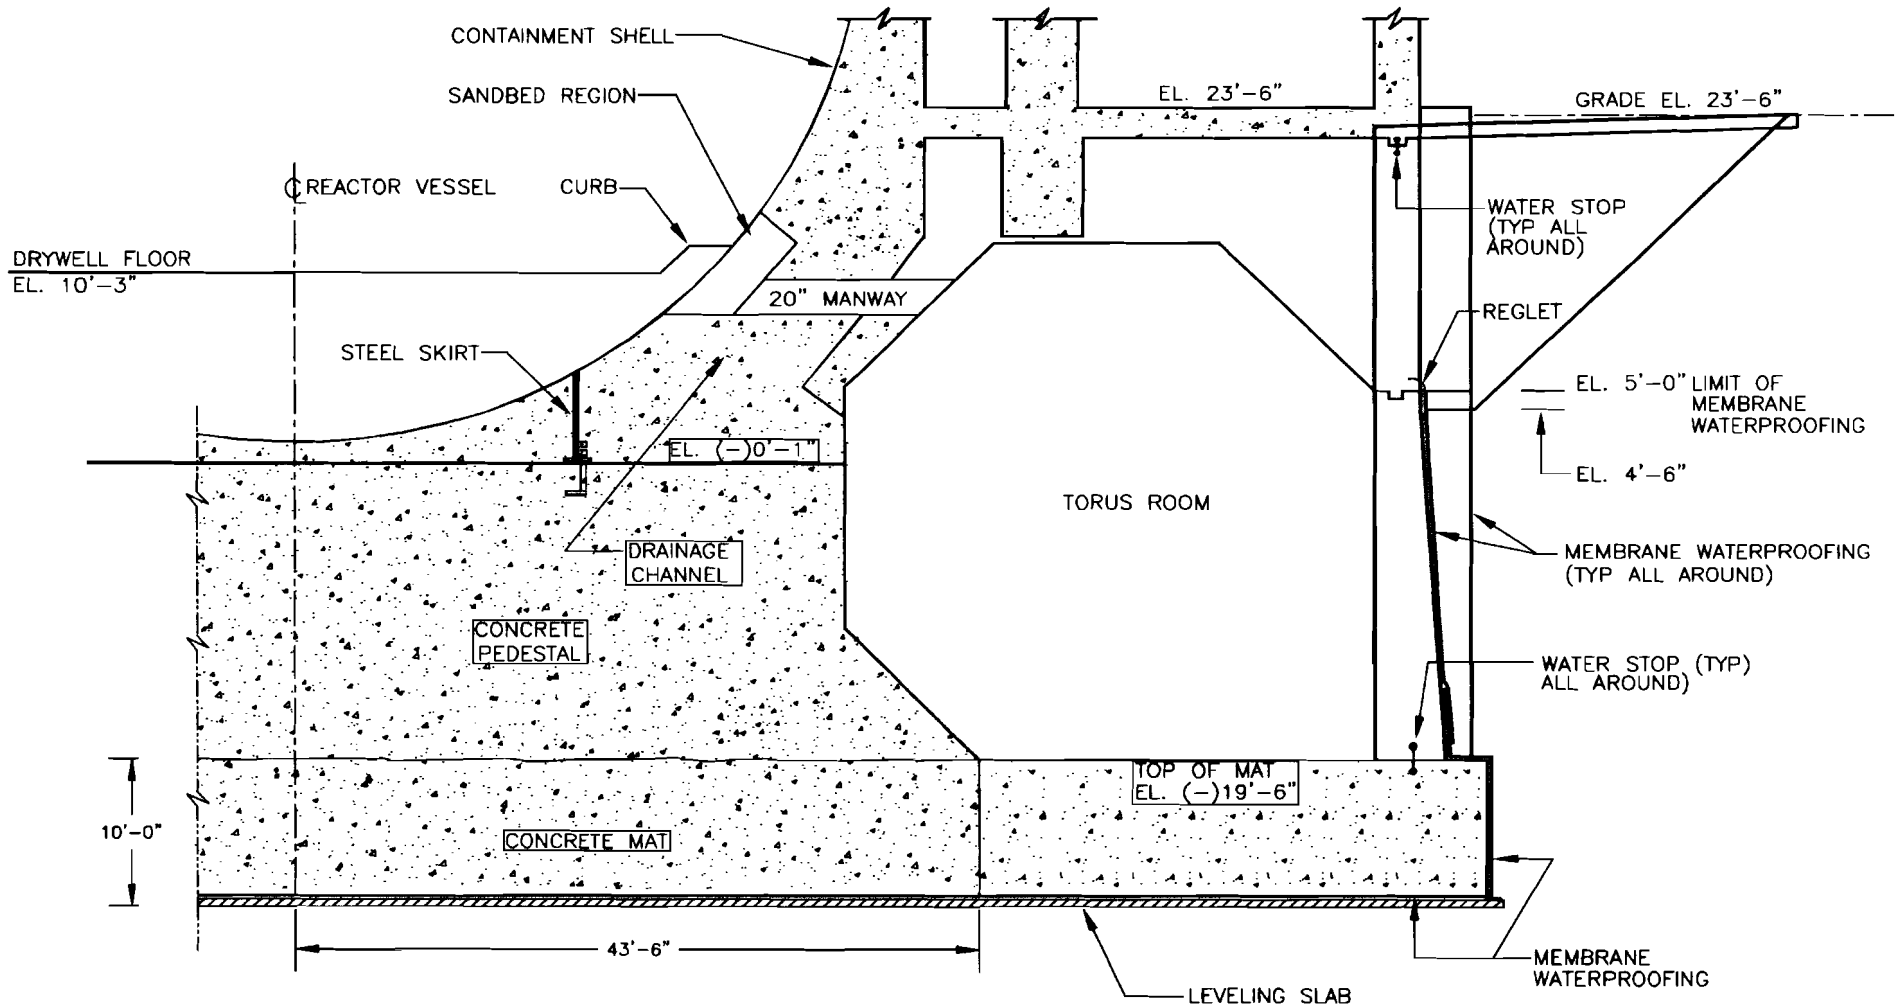 CONTAINMENT SHELL
SANDBED REGION
EL. 23'-6"
GRADE EL. 23'-6"
℄ REACTOR VESSEL
CURB
WATER STOP
(TYP ALL
AROUND)
DRYWELL FLOOR
EL. 10'-3"
20" MANWAY
REGLET
STEEL SKIRT
EL. 5'-0" LIMIT OF
MEMBRANE
WATERPROOFING
EL. (-)0'-1"
EL. 4'-6"
TORUS ROOM
DRAINAGE
CHANNEL
MEMBRANE WATERPROOFING
(TYP ALL AROUND)
CONCRETE
PEDESTAL
WATER STOP (TYP)
ALL AROUND)
TOP OF MAT
EL. (-)19'-6"
10'-0"
CONCRETE MAT
43'-6"
MEMBRANE
WATERPROOFING
LEVELING SLAB